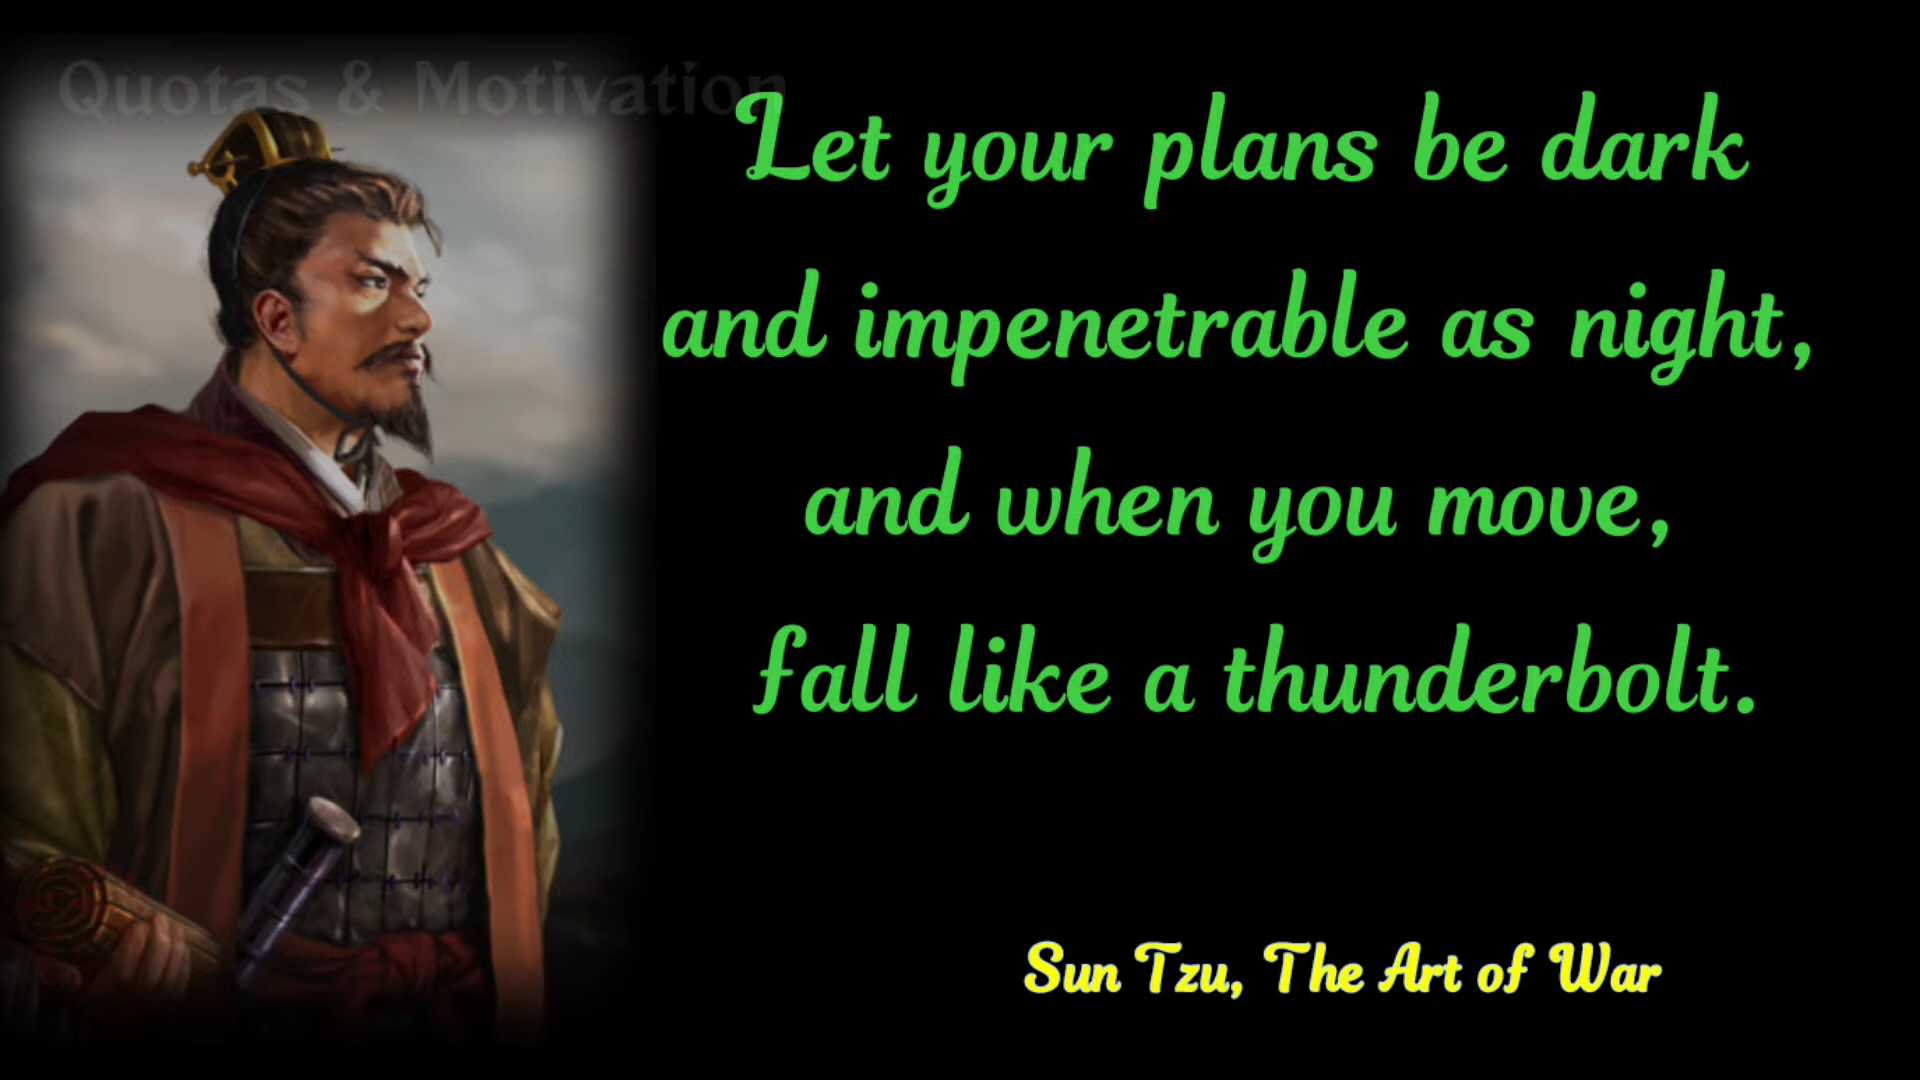 Quotas & Motivation
Let your plans be dark
and impenetrable as night,
and when you move,
fall like a thunderbolt.
Sun Tzu, The Art of War